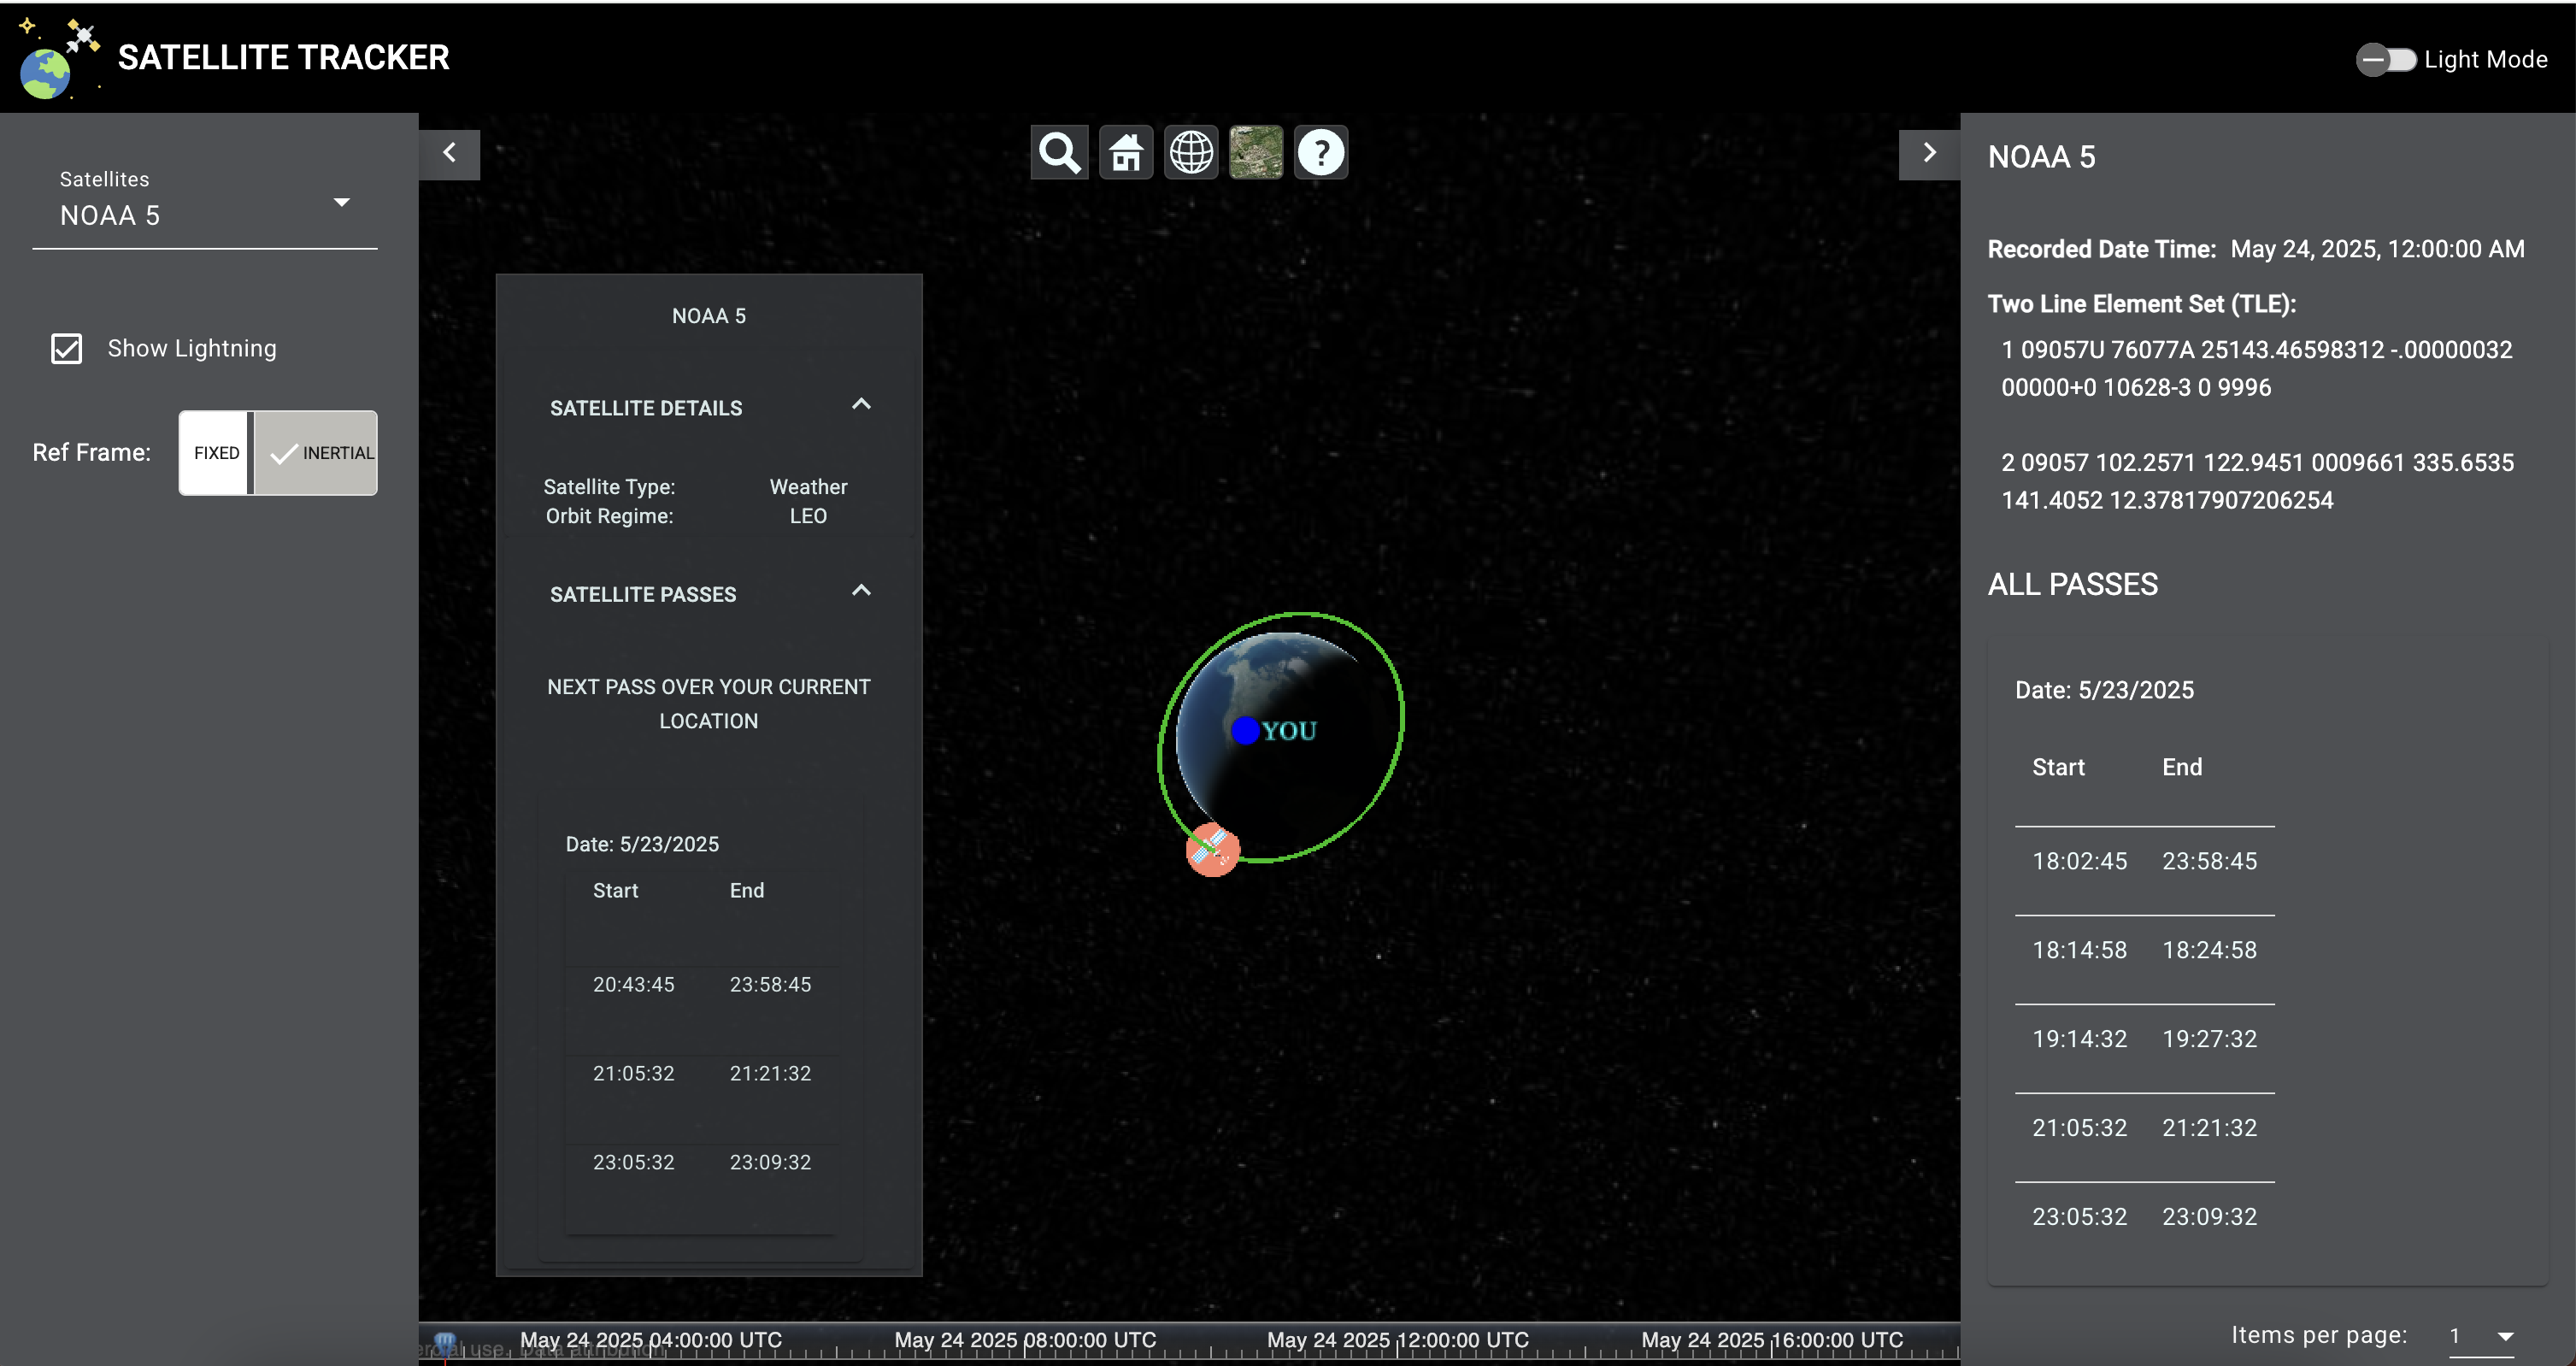 SATELLITE TRACKER
Light Mode
Satellites
NOAA 5
Show Lightning
Ref Frame:
FIXED
INERTIAL
?
NOAA 5
SATELLITE DETAILS
Satellite Type: Weather
Orbit Regime: LEO
SATELLITE PASSES
NEXT PASS OVER YOUR CURRENT
LOCATION
Date: 5/23/2025
Start End
20:43:45 23:58:45
21:05:32 21:21:32
23:05:32 23:09:32
YOU
May 24 2025 04:00:00 UTC
May 24 2025 08:00:00 UTC
May 24 2025 12:00:00 UTC
May 24 2025 16:00:00 UTC
use. Data attribution
NOAA 5
Recorded Date Time: May 24, 2025, 12:00:00 AM
Two Line Element Set (TLE):
1 09057U 76077A 25143.46598312 -.00000032
00000+0 10628-3 0 9996
2 09057 102.2571 122.9451 0009661 335.6535
141.4052 12.37817907206254
ALL PASSES
Date: 5/23/2025
Start End
18:02:45 23:58:45
18:14:58 18:24:58
19:14:32 19:27:32
21:05:32 21:21:32
23:05:32 23:09:32
Items per page: 1